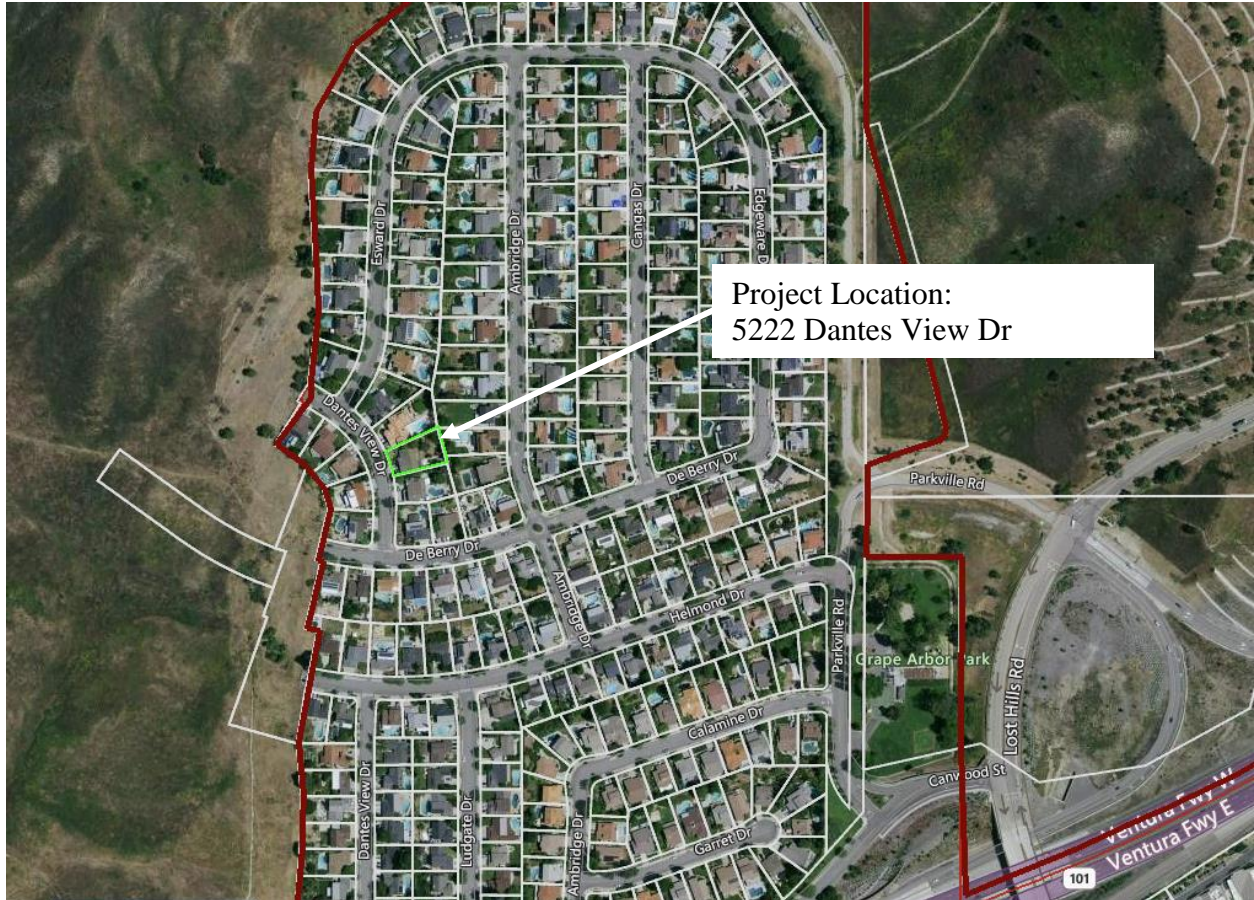 Esward Dr
Ambridge Dr
Cangas Dr
Edgeware D
Project Location:
5222 Dantes View Dr
Dantes View Dr
De Berry Dr
Parkville Rd
De Berry Dr
Ambridge Dr
Helmond Dr
Parkville Rd
Grape Arbor Park
Lost Hills Rd
Calamine Dr
Canwood St
Dantes View Dr
Ludgate Dr
Ambridge Dr
Garret Dr
Ventura Fwy W
Ventura Fwy E
101